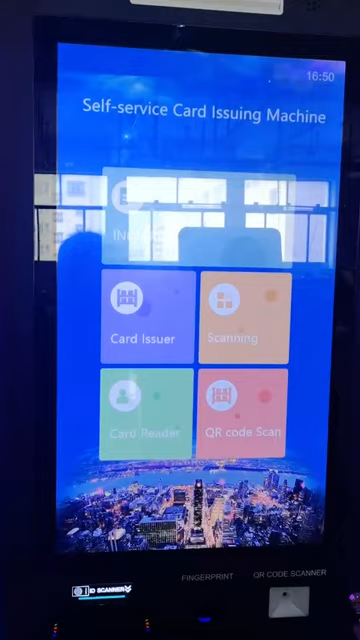 16:50
Self-service Card Issuing Machine
Card Issuer
Scanning
Card Reader
QR code Scan
ID SCANNER
FINGERPRINT
QR CODE SCANNER